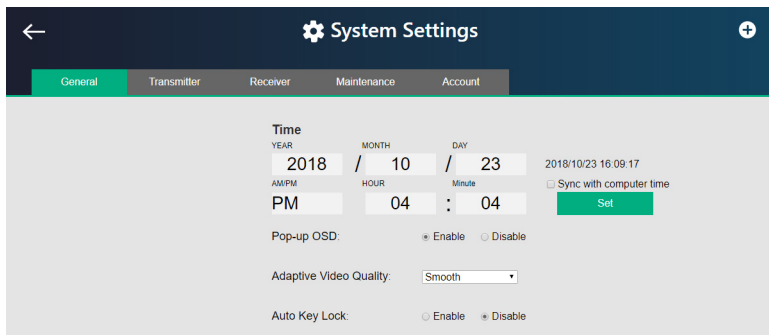 System Settings
General Transmitter Receiver Maintenance Account
Time
YEAR MONTH DAY
2018 / 10 / 23 2018/10/23 16:09:17
AM/PM HOUR Minute Sync with computer time
PM 04 : 04 Set
Pop-up OSD: Enable Disable
Adaptive Video Quality: Smooth
Auto Key Lock: Enable Disable